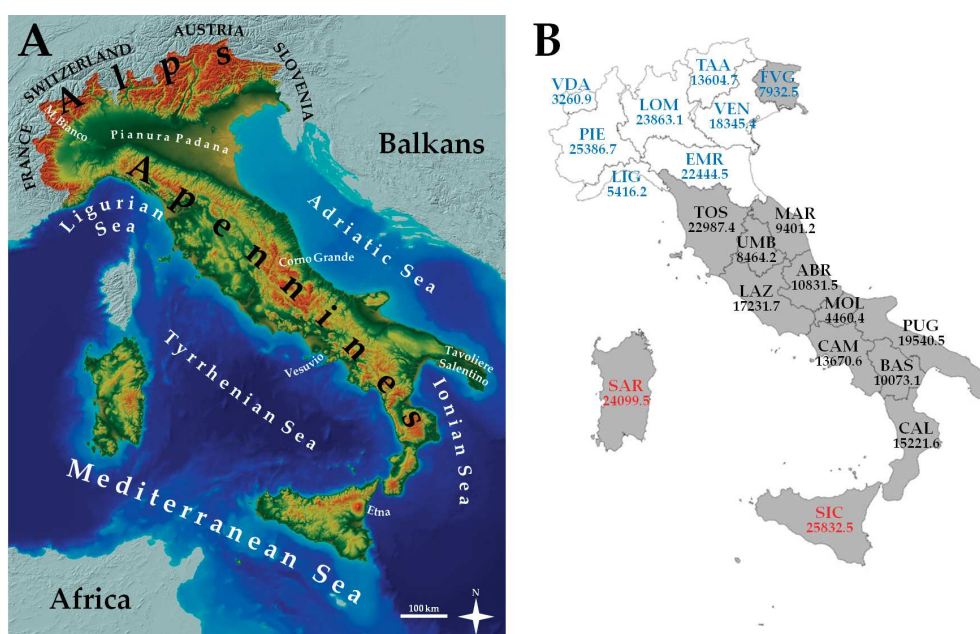 A
SWITZERLAND
AUSTRIA
SLOVENIA
FRANCE
Alps
M. Bianco
Pianura Padana
Balkans
Apennines
Ligurian
Sea
Adriatic Sea
Corno Grande
Tyrrhenian Sea
Vesuvio
Tavoliere
Salentino
Ionian Sea
Mediterranean Sea
Etna
Africa
100 km
N
B
TAA
13604.7
FVG
7932.5
VDA
3260.9
LOM
23863.1
VEN
18345.4
PIE
25386.7
EMR
22444.5
LIG
5416.2
TOS
22987.4
MAR
9401.2
UMB
8464.2
ABR
10831.5
LAZ
17231.7
MOL
4460.4
PUG
19540.5
CAM
13670.6
BAS
10073.1
SAR
24099.5
CAL
15221.6
SIC
25832.5